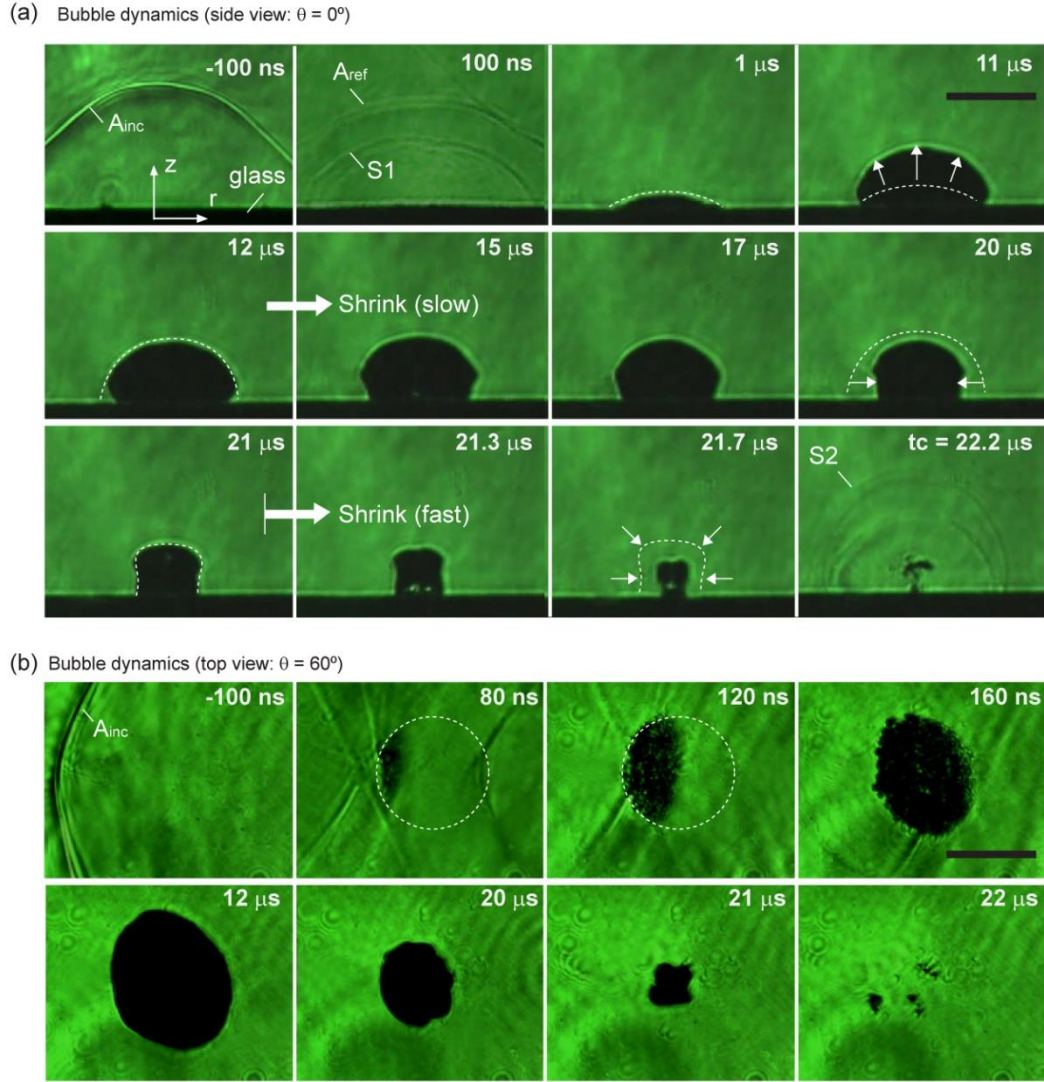 (a) Bubble dynamics (side view: θ = 0º)
-100 ns
Ainc
z
r
glass
100 ns
Aref
S1
1 μs
11 μs
12 μs
15 μs
Shrink (slow)
17 μs
20 μs
21 μs
21.3 μs
Shrink (fast)
21.7 μs
tc = 22.2μs
S2
(b) Bubble dynamics (top view: θ = 60º)
-100 ns
Ainc
80 ns
120 ns
160 ns
12 μs
20 μs
21 μs
22 μs